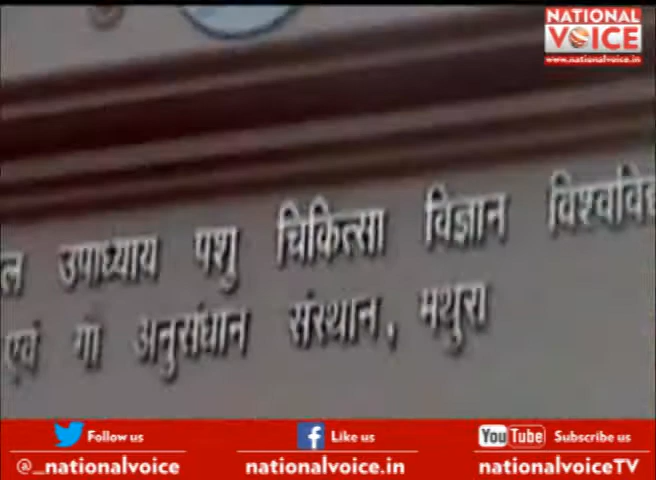 NATIONAL
VOICE
www.nationalvoice.in
उपाध्याय पशु चिकित्सा विज्ञान
एवं गो अनुसंधान संस्थान, मथुरा
Follow us
@_nationalvoice
Like us
nationalvoice.in
YouTube Subscribe us
nationalvoiceTV